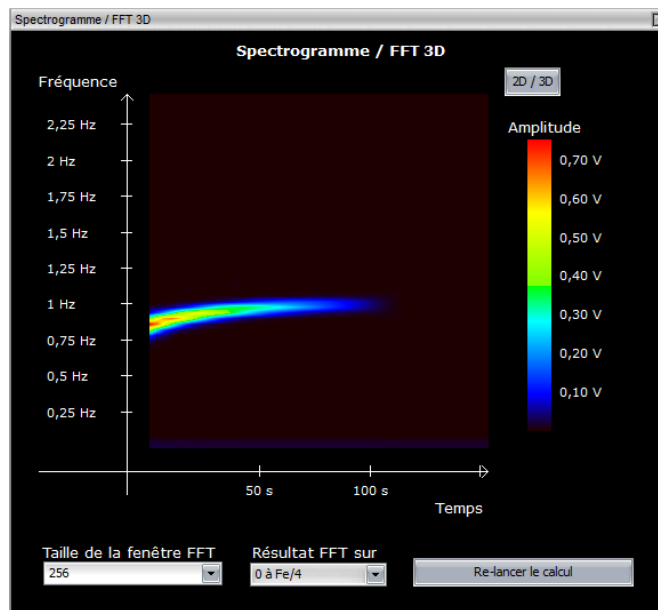 Spectrogramme / FFT 3D
Spectrogramme / FFT 3D
Fréquence
2D / 3D
2,25 Hz
2 Hz
1,75 Hz
1,5 Hz
1,25 Hz
1 Hz
0,75 Hz
0,5 Hz
0,25 Hz
Amplitude
0,70 V
0,60 V
0,50 V
0,40 V
0,30 V
0,20 V
0,10 V
50 s
100 s
Temps
Taille de la fenêtre FFT
256
Résultat FFT sur
0 à Fe/4
Re-lancer le calcul